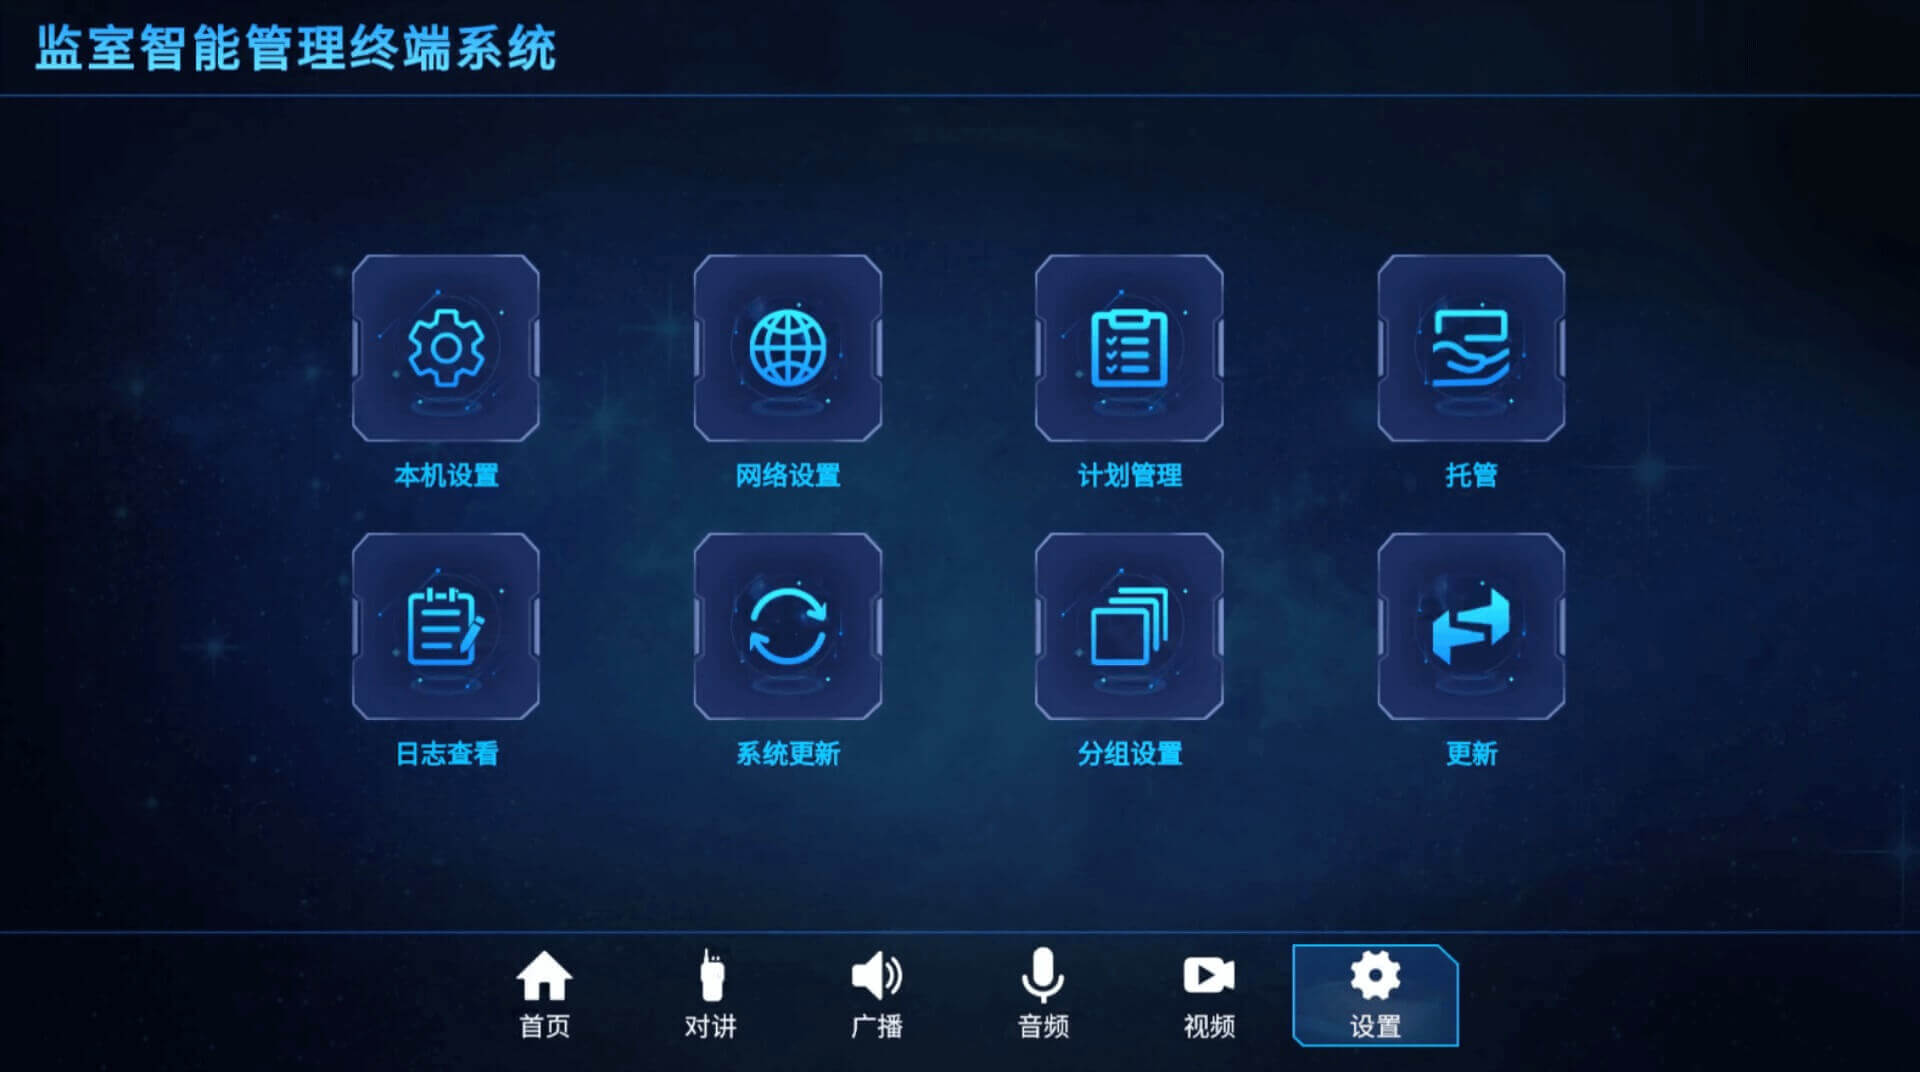 监室智能管理终端系统
本机设置
网络设置
计划管理
托管
日志查看
系统更新
分组设置
更新
首页
对讲
广播
音频
视频
设置